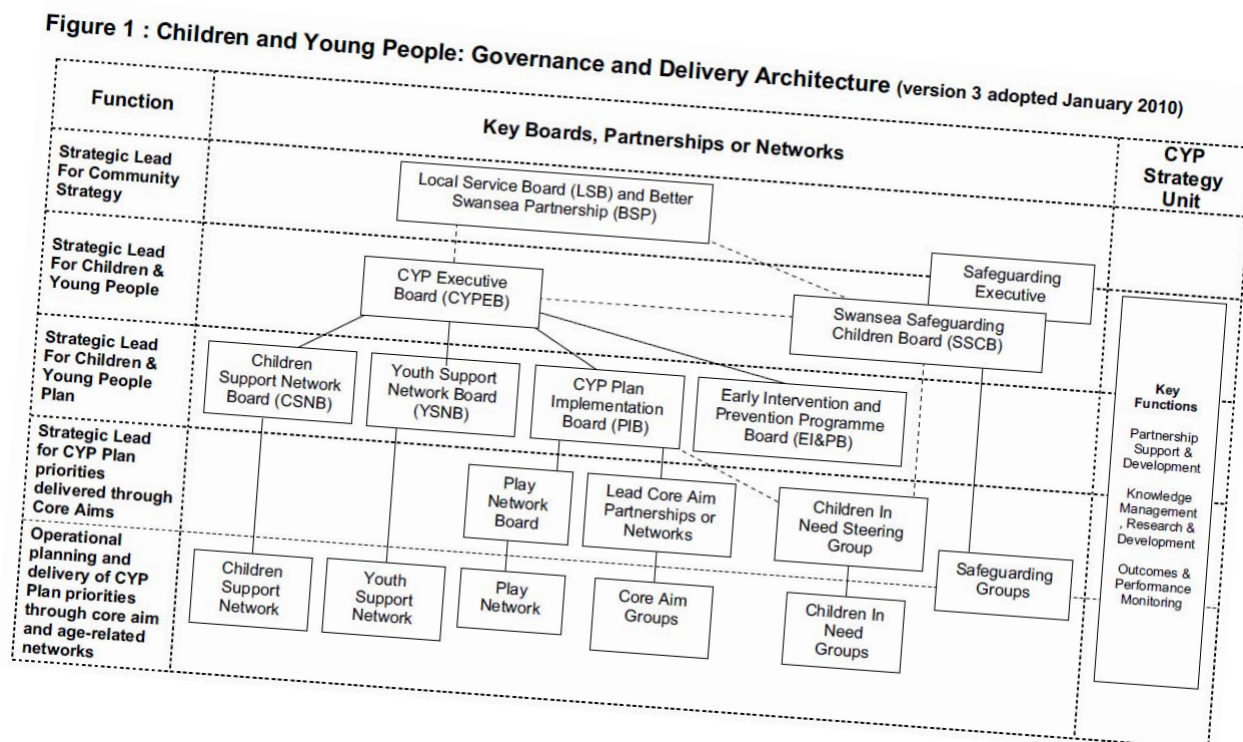 Figure 1 : Children and Young People: Governance and Delivery Architecture (version 3 adopted January 2010)
Function
Key Boards, Partnerships or Networks
CYP
Strategy
Unit
Strategic Lead
For Community
Strategy
Local Service Board (LSB) and Better
Swansea Partnership (BSP)
Strategic Lead
For Children &
Young People
CYP Executive
Board (CYPEB)
Safeguarding
Executive
Swansea Safeguarding
Children Board (SSCB)
Strategic Lead
For Children &
Young People
Plan
Children
Support Network
Board (CSNB)
Youth Support
Network Board
(YSNB)
CYP Plan
Implementation
Board (PIB)
Early Intervention and
Prevention Programme
Board (EI&PB)
Strategic Lead
for CYP Plan
priorities
delivered through
Core Aims
Play
Network
Board
Lead Core Aim
Partnerships or
Networks
Children In
Need Steering
Group
Operational
planning and
delivery of CYP
Plan priorities
through core aim
and age-related
networks
Children
Support
Network
Youth
Support
Network
Play
Network
Core Aim
Groups
Children In
Need
Groups
Safeguarding
Groups
Key
Functions
Partnership
Support &
Development
Knowledge
Management
, Research &
Development
Outcomes &
Performance
Monitoring